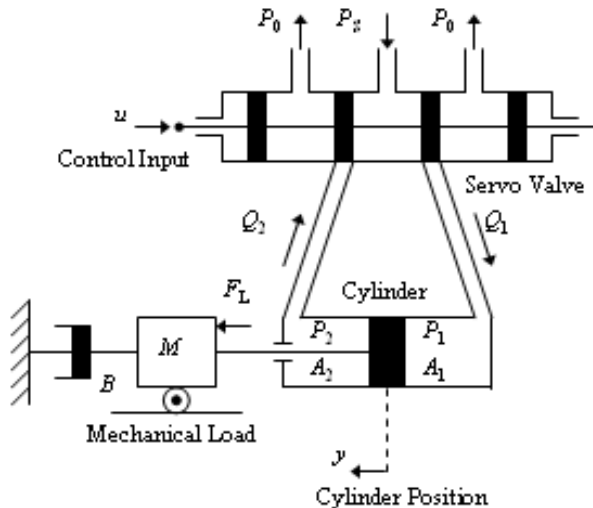 P0 Ps P0
u
Control Input
Servo Valve
Q2 Q1
Cylinder
FL
P2 P1
M
A2 A1
B
Mechanical Load
y
Cylinder Position